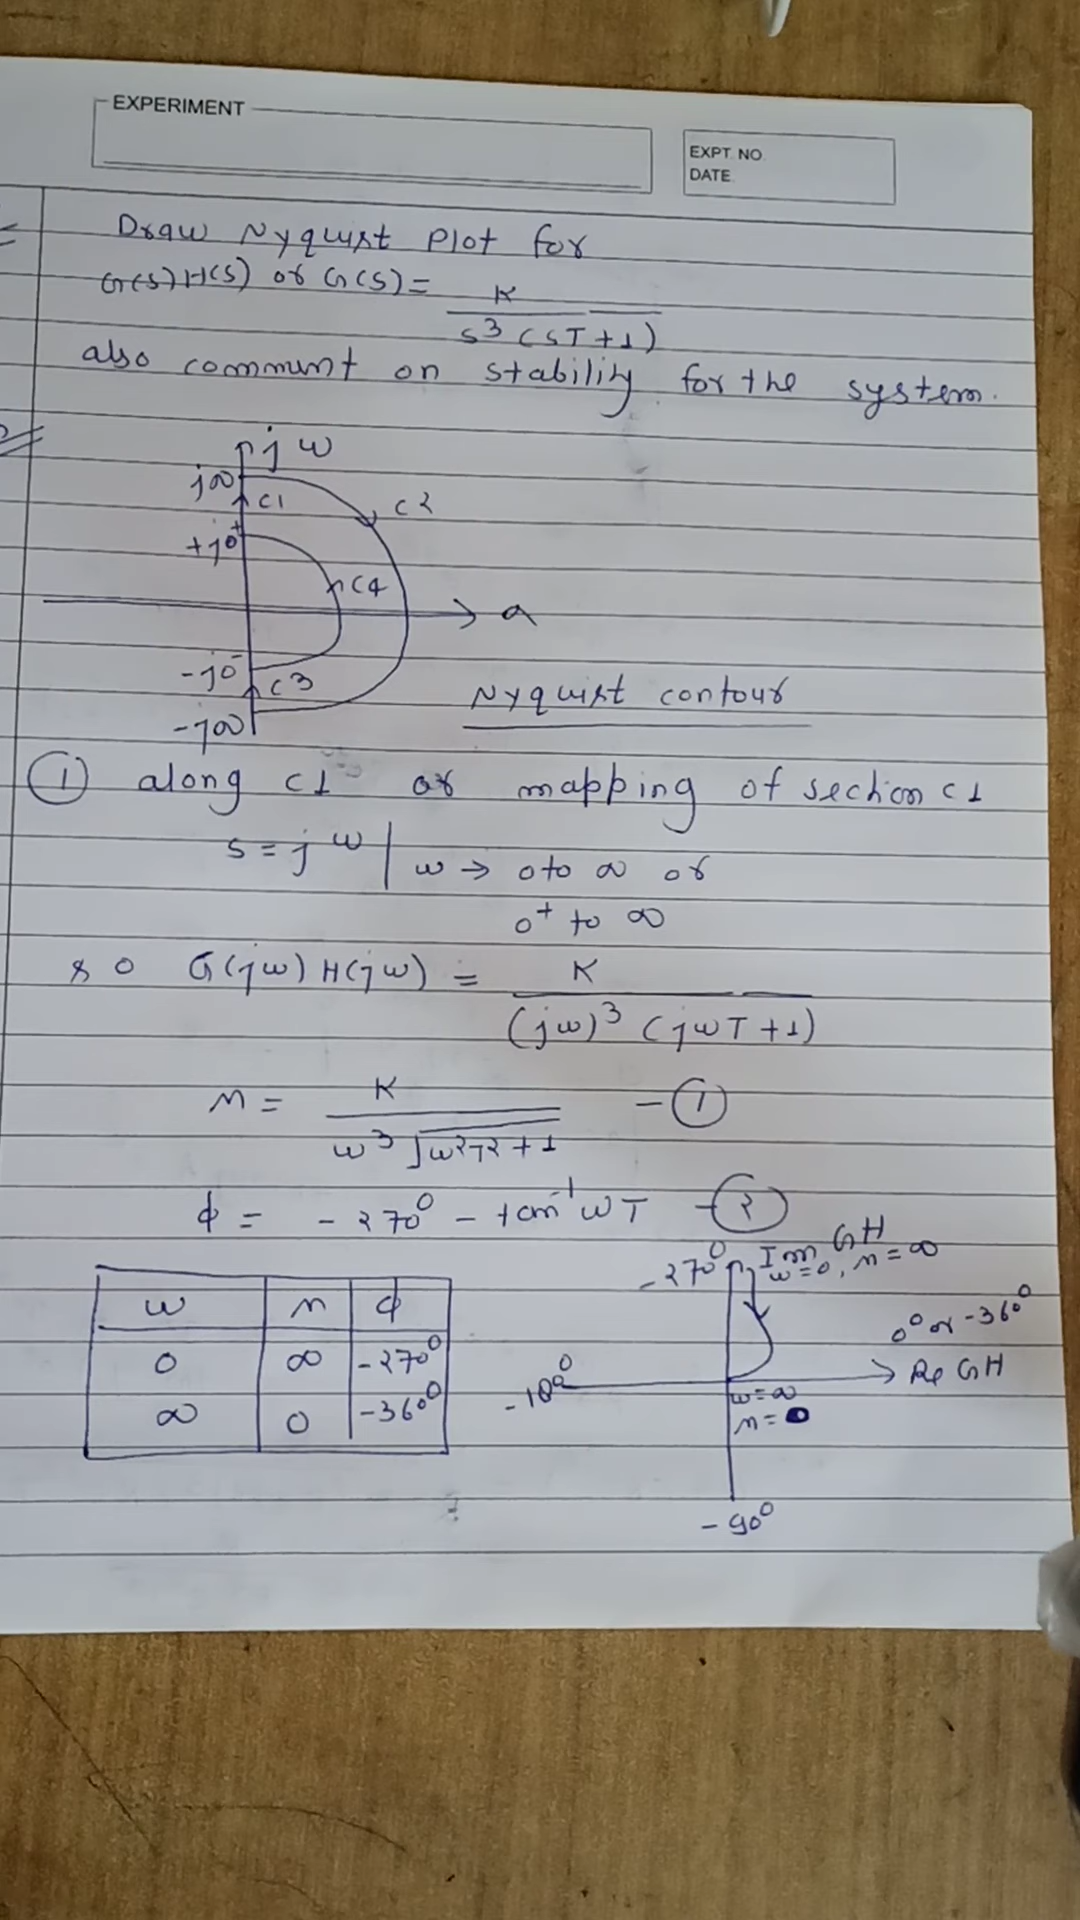 EXPERIMENT
EXPT. NO.
DATE
Draw Nyquist Plot for
G(s)H(s) or G(s) = K / s³(sT+1)
also comment on stability for the system.
jω
j∞
C1
C2
+j0⁺
C4
σ
-j0⁻
C3
-j∞
Nyquist contour
① along C1 or mapping of section C1
s = jω | ω → 0 to ∞ or
0⁺ to ∞
so G(jω) H(jω) = K / (jω)³ (jωT+1)
M = K / ω³ √ω²T²+1 - ①
ϕ = -270° - tan⁻¹ωT - ②
ω M ϕ
0 ∞ -270°
∞ 0 -360°
-270° Im GH
ω=0, M=∞
0° or -360°
Re GH
-180°
ω=∞
M=0
-90°